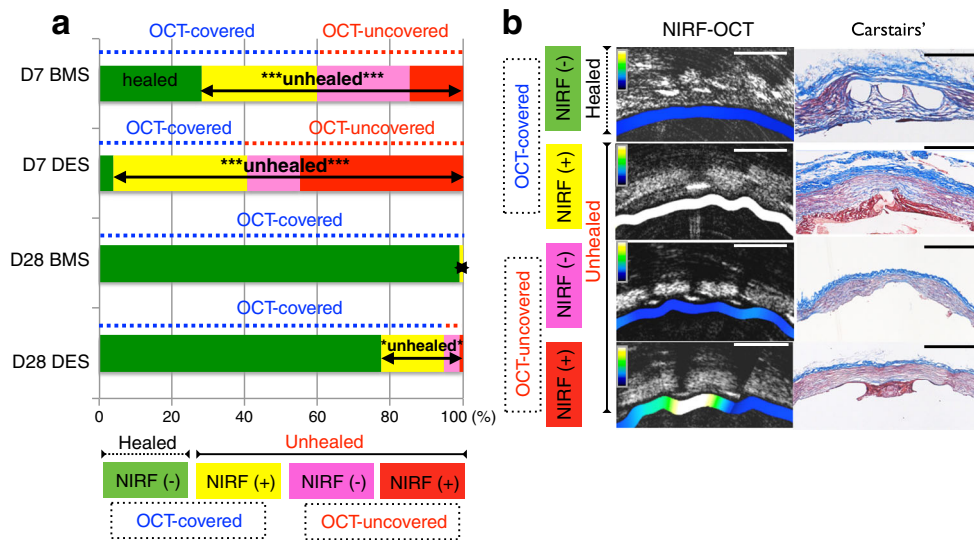 a
OCT-covered OCT-uncovered
D7 BMS healed ***unhealed***
OCT-covered OCT-uncovered
D7 DES ***unhealed***
OCT-covered
D28 BMS
OCT-covered
D28 DES *unhealed*
0 20 40 60 80 100 (%)
Healed Unhealed
NIRF (-) NIRF (+) NIRF (-) NIRF (+)
OCT-covered OCT-uncovered
b
NIRF-OCT Carstairs’
OCT-covered
NIRF (-)
Healed
NIRF (+)
Unhealed
OCT-uncovered
NIRF (-)
NIRF (+)